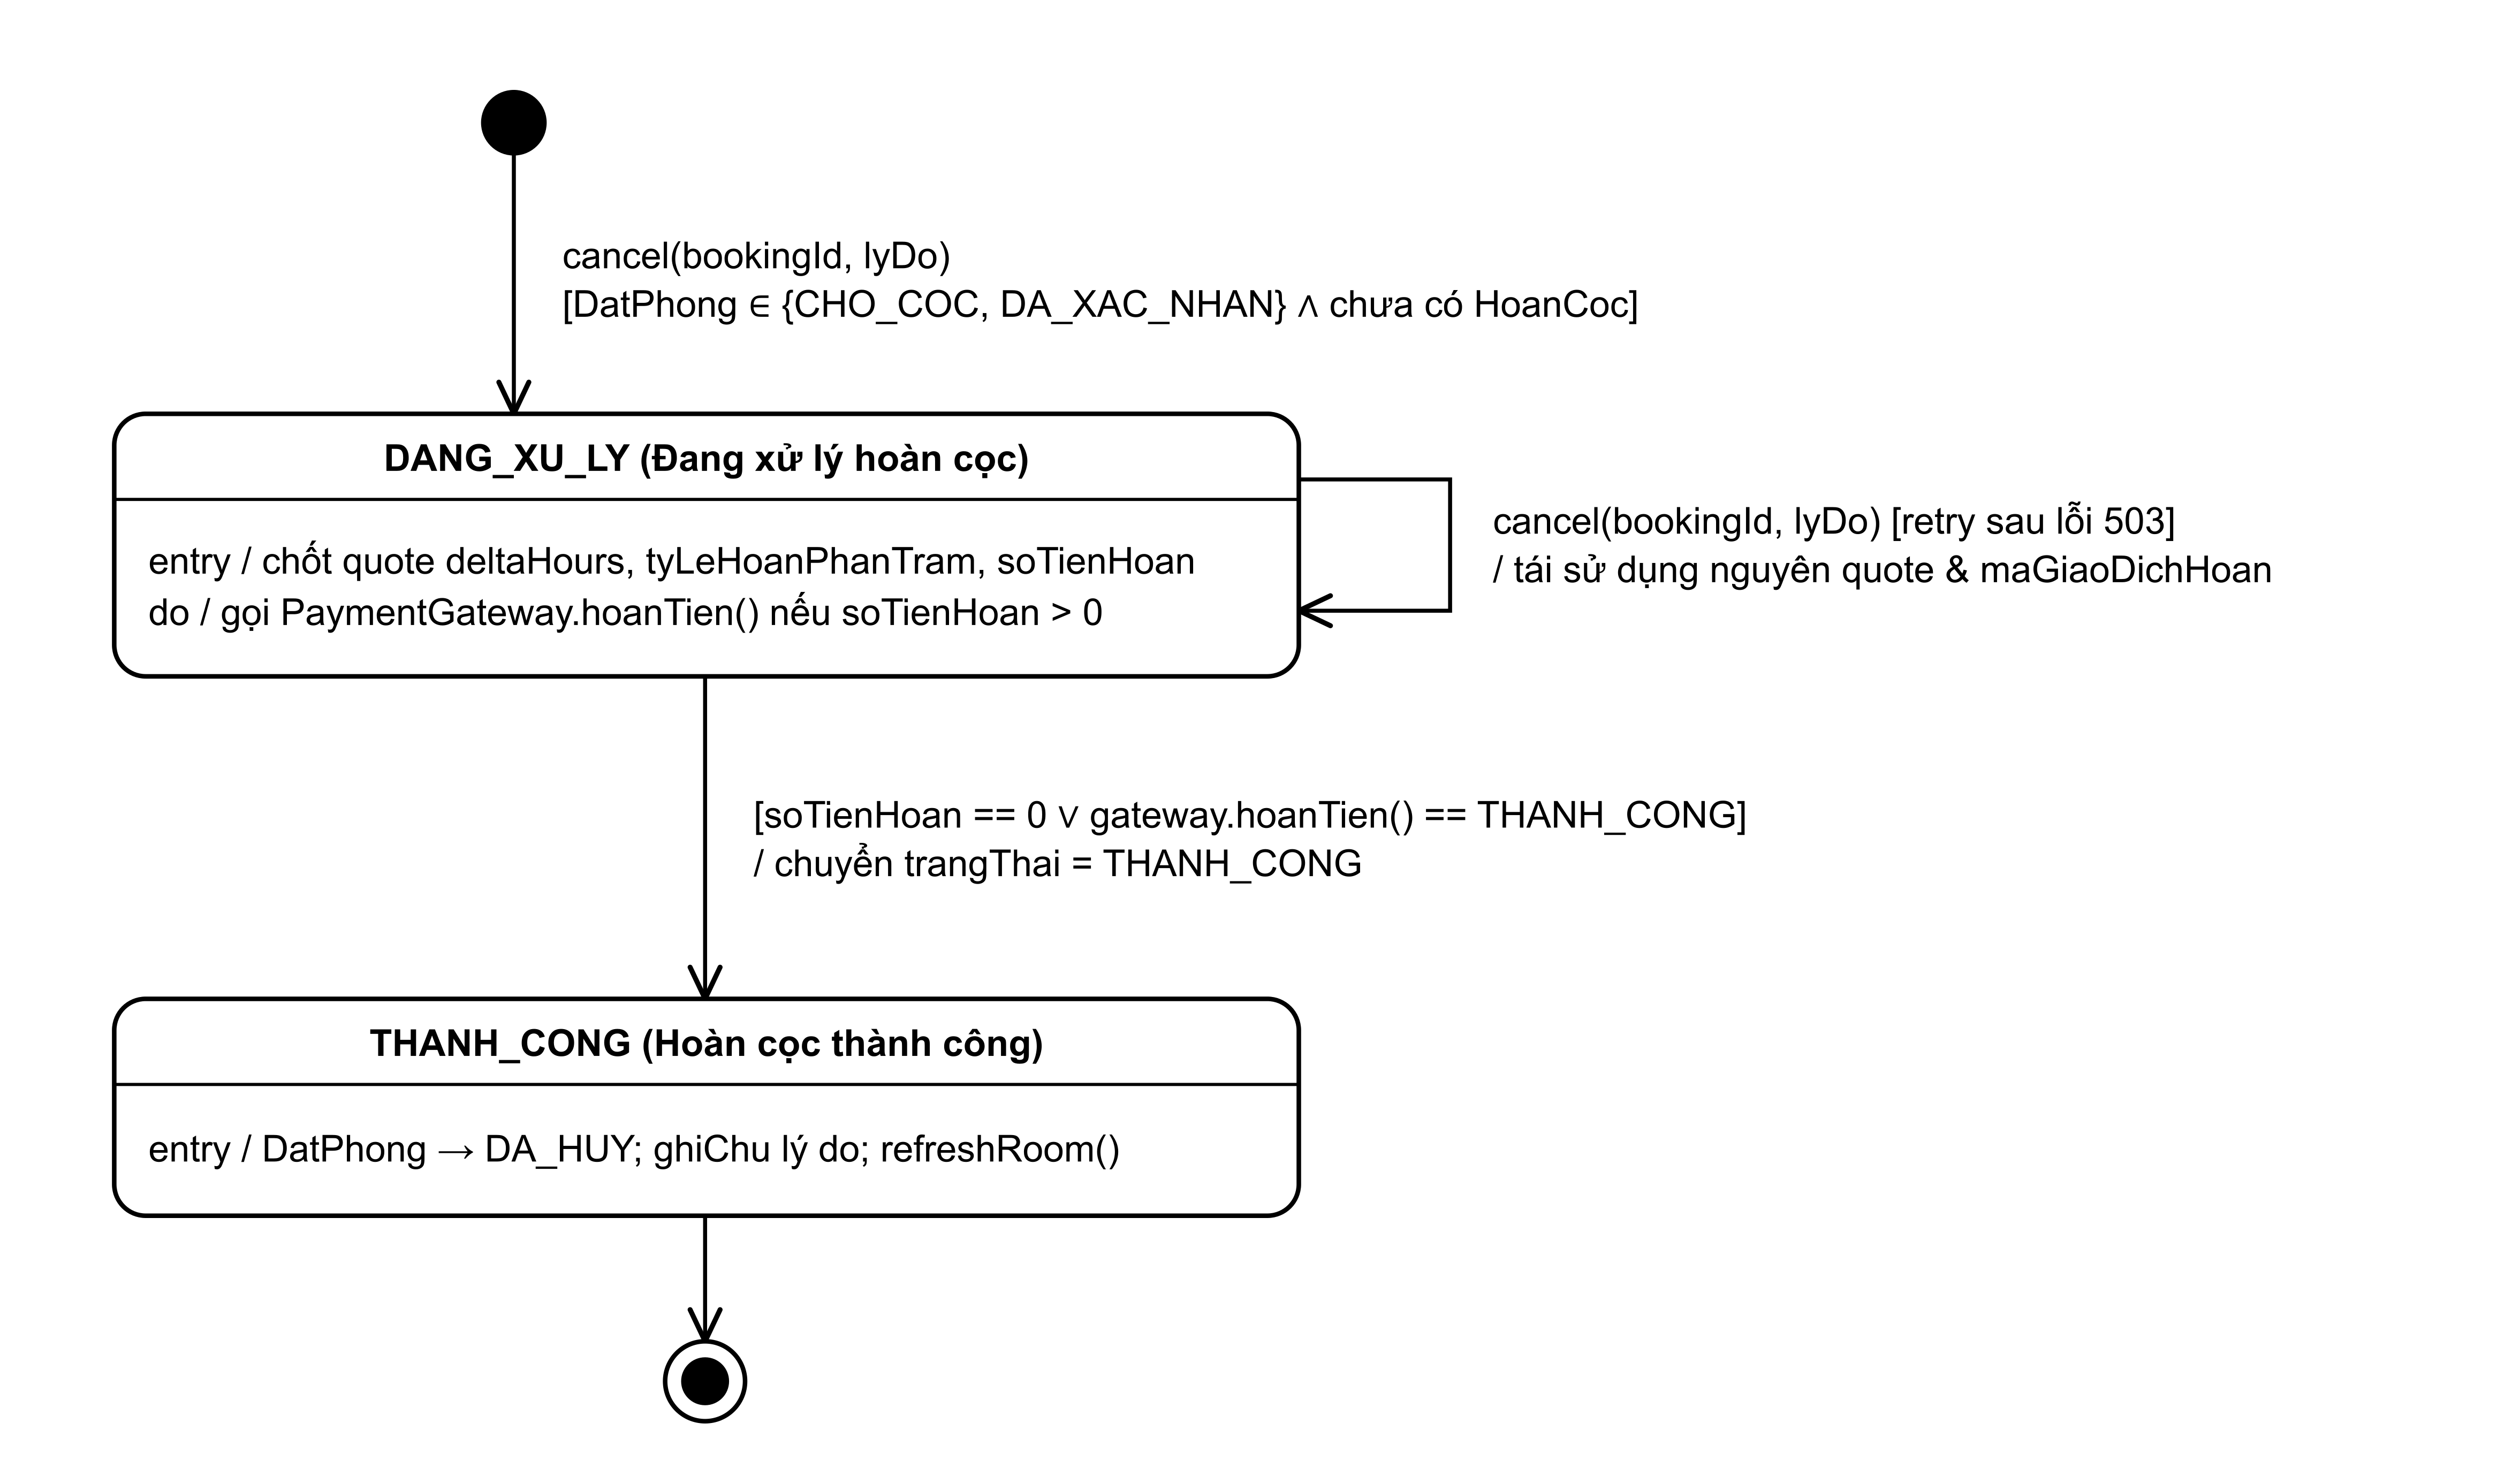 cancel(bookingId, lyDo)
[DatPhong ∈ {CHO_COC, DA_XAC_NHAN} ∧ chưa có HoanCoc]
DANG_XU_LY (Đang xử lý hoàn cọc)
entry / chốt quote deltaHours, tyLeHoanPhanTram, soTienHoan
do / gọi PaymentGateway.hoanTien() nếu soTienHoan > 0
cancel(bookingId, lyDo) [retry sau lỗi 503]
/ tái sử dụng nguyên quote & maGiaoDichHoan
[soTienHoan == 0 ∨ gateway.hoanTien() == THANH_CONG]
/ chuyển trangThai = THANH_CONG
THANH_CONG (Hoàn cọc thành công)
entry / DatPhong → DA_HUY; ghiChu lý do; refreshRoom()